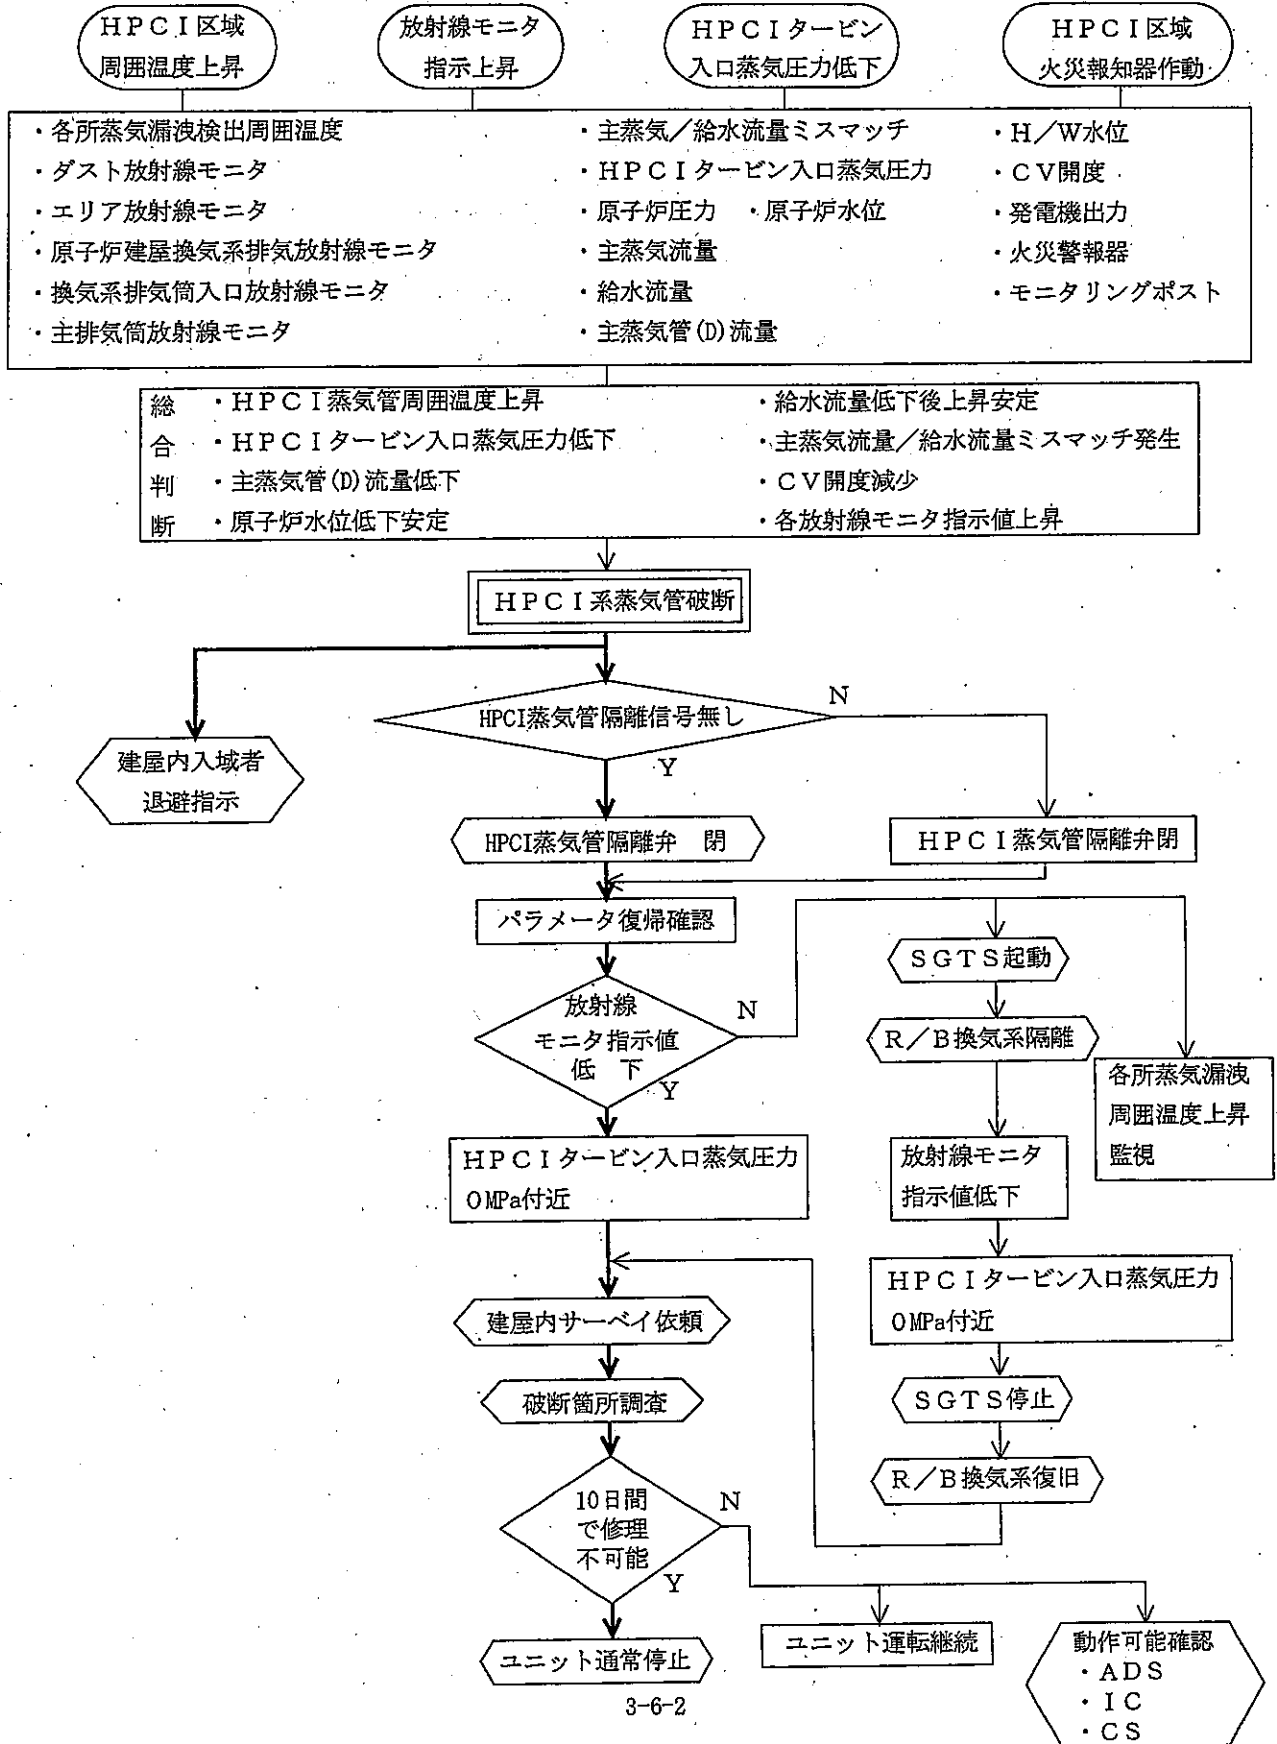 ＨＰＣＩ区域
周囲温度上昇
放射線モニタ
指示上昇
ＨＰＣＩタービン
入口蒸気圧力低下
ＨＰＣＩ区域
火災報知器作動
・各所蒸気漏洩検出周囲温度
・ダスト放射線モニタ
・エリア放射線モニタ
・原子炉建屋換気系排気放射線モニタ
・換気系排気筒入口放射線モニタ
・主排気筒放射線モニタ
・主蒸気／給水流量ミスマッチ
・ＨＰＣＩタービン入口蒸気圧力
・原子炉圧力 ・原子炉水位
・主蒸気流量
・給水流量
・主蒸気管(D)流量
・Ｈ／Ｗ水位
・ＣＶ開度
・発電機出力
・火災警報器
・モニタリングポスト
総合判断
・ＨＰＣＩ蒸気管周囲温度上昇
・ＨＰＣＩタービン入口蒸気圧力低下
・主蒸気管(D)流量低下
・原子炉水位低下安定
・給水流量低下後上昇安定
・主蒸気流量／給水流量ミスマッチ発生
・ＣＶ開度減少
・各放射線モニタ指示値上昇
ＨＰＣＩ系蒸気管破断
建屋内入域者
退避指示
HPCI蒸気管隔離信号無し
N
Y
HPCI蒸気管隔離弁 閉
ＨＰＣＩ蒸気管隔離弁閉
パラメータ復帰確認
放射線
モニタ指示値
低 下
N
Y
ＳＧＴＳ起動
Ｒ／Ｂ換気系隔離
各所蒸気漏洩
周囲温度上昇
監視
放射線モニタ
指示値低下
ＨＰＣＩタービン入口蒸気圧力
0MPa付近
ＨＰＣＩタービン入口蒸気圧力
0MPa付近
ＳＧＴＳ停止
Ｒ／Ｂ換気系復旧
建屋内サーベイ依頼
破断箇所調査
10日間
で修理
不可能
N
Y
ユニット通常停止
ユニット運転継続
動作可能確認
・ＡＤＳ
・ＩＣ
・ＣＳ
3-6-2